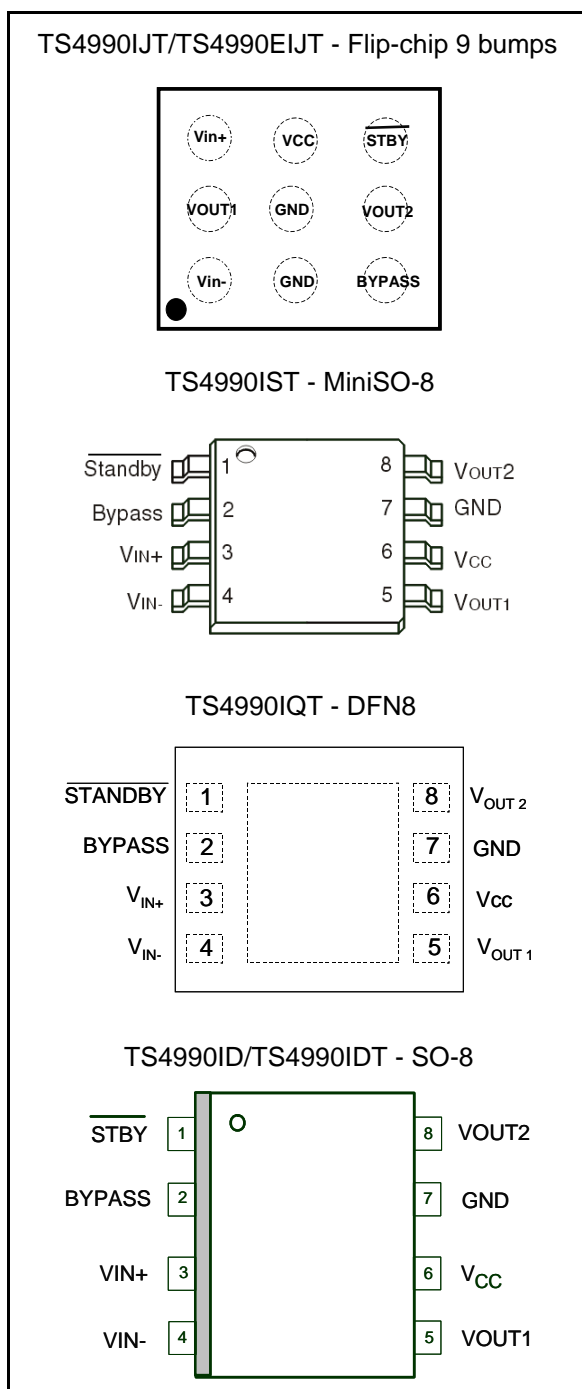 TS4990IJT/TS4990EIJT - Flip-chip 9 bumps
Vin+ VCC STBY
VOUT1 GND VOUT2
Vin- GND BYPASS
TS4990IST - MiniSO-8
Standby 1 8 VOUT2
Bypass 2 7 GND
VIN+ 3 6 VCC
VIN- 4 5 VOUT1
TS4990IQT - DFN8
STANDBY 1 8 VOUT 2
BYPASS 2 7 GND
VIN+ 3 6 Vcc
VIN- 4 5 VOUT 1
TS4990ID/TS4990IDT - SO-8
STBY 1 8 VOUT2
BYPASS 2 7 GND
VIN+ 3 6 VCC
VIN- 4 5 VOUT1